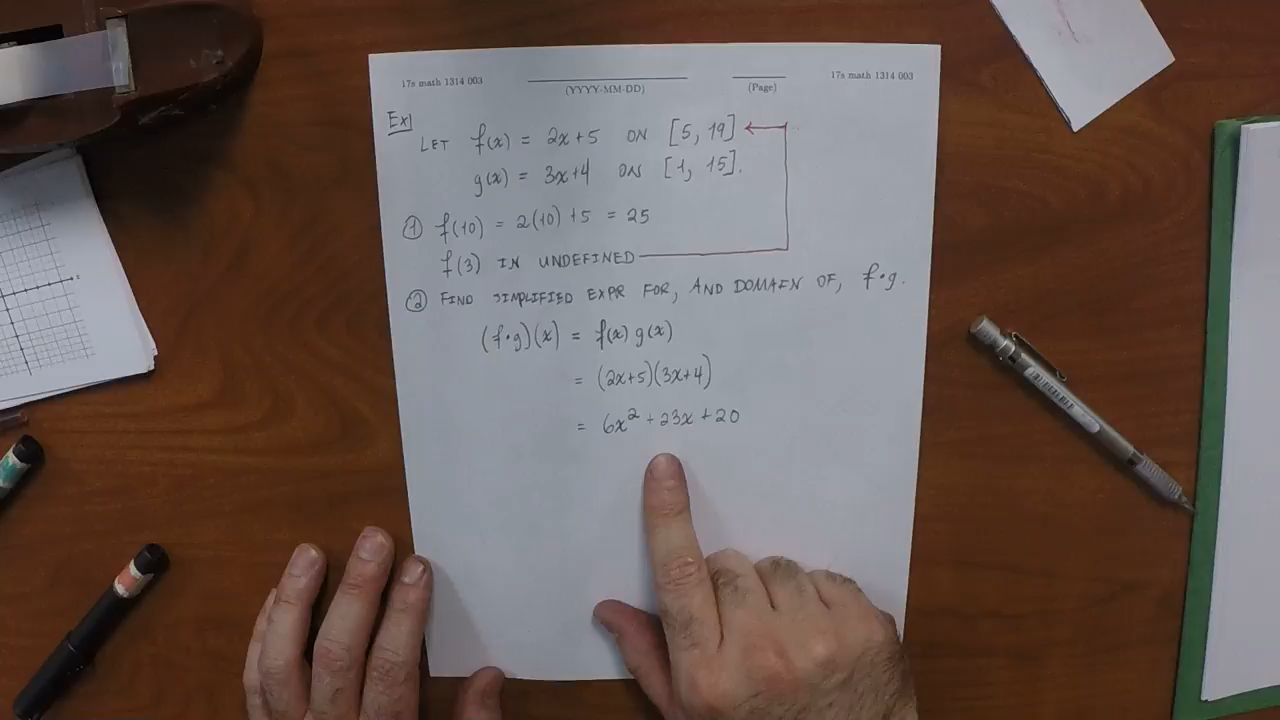 17s math 1314 003 (YYYY-MM-DD) (Page) 17s math 1314 003
Ex)
LET f(x) = 2x+5 ON [5, 19]
g(x) = 3x+4 ON [1, 15].
① f(10) = 2(10)+5 = 25
f(3) IN UNDEFINED
② FIND SIMPLIFIED EXPR FOR, AND DOMAIN OF, f·g.
(f·g)(x) = f(x) g(x)
= (2x+5)(3x+4)
= 6x² + 23x + 20